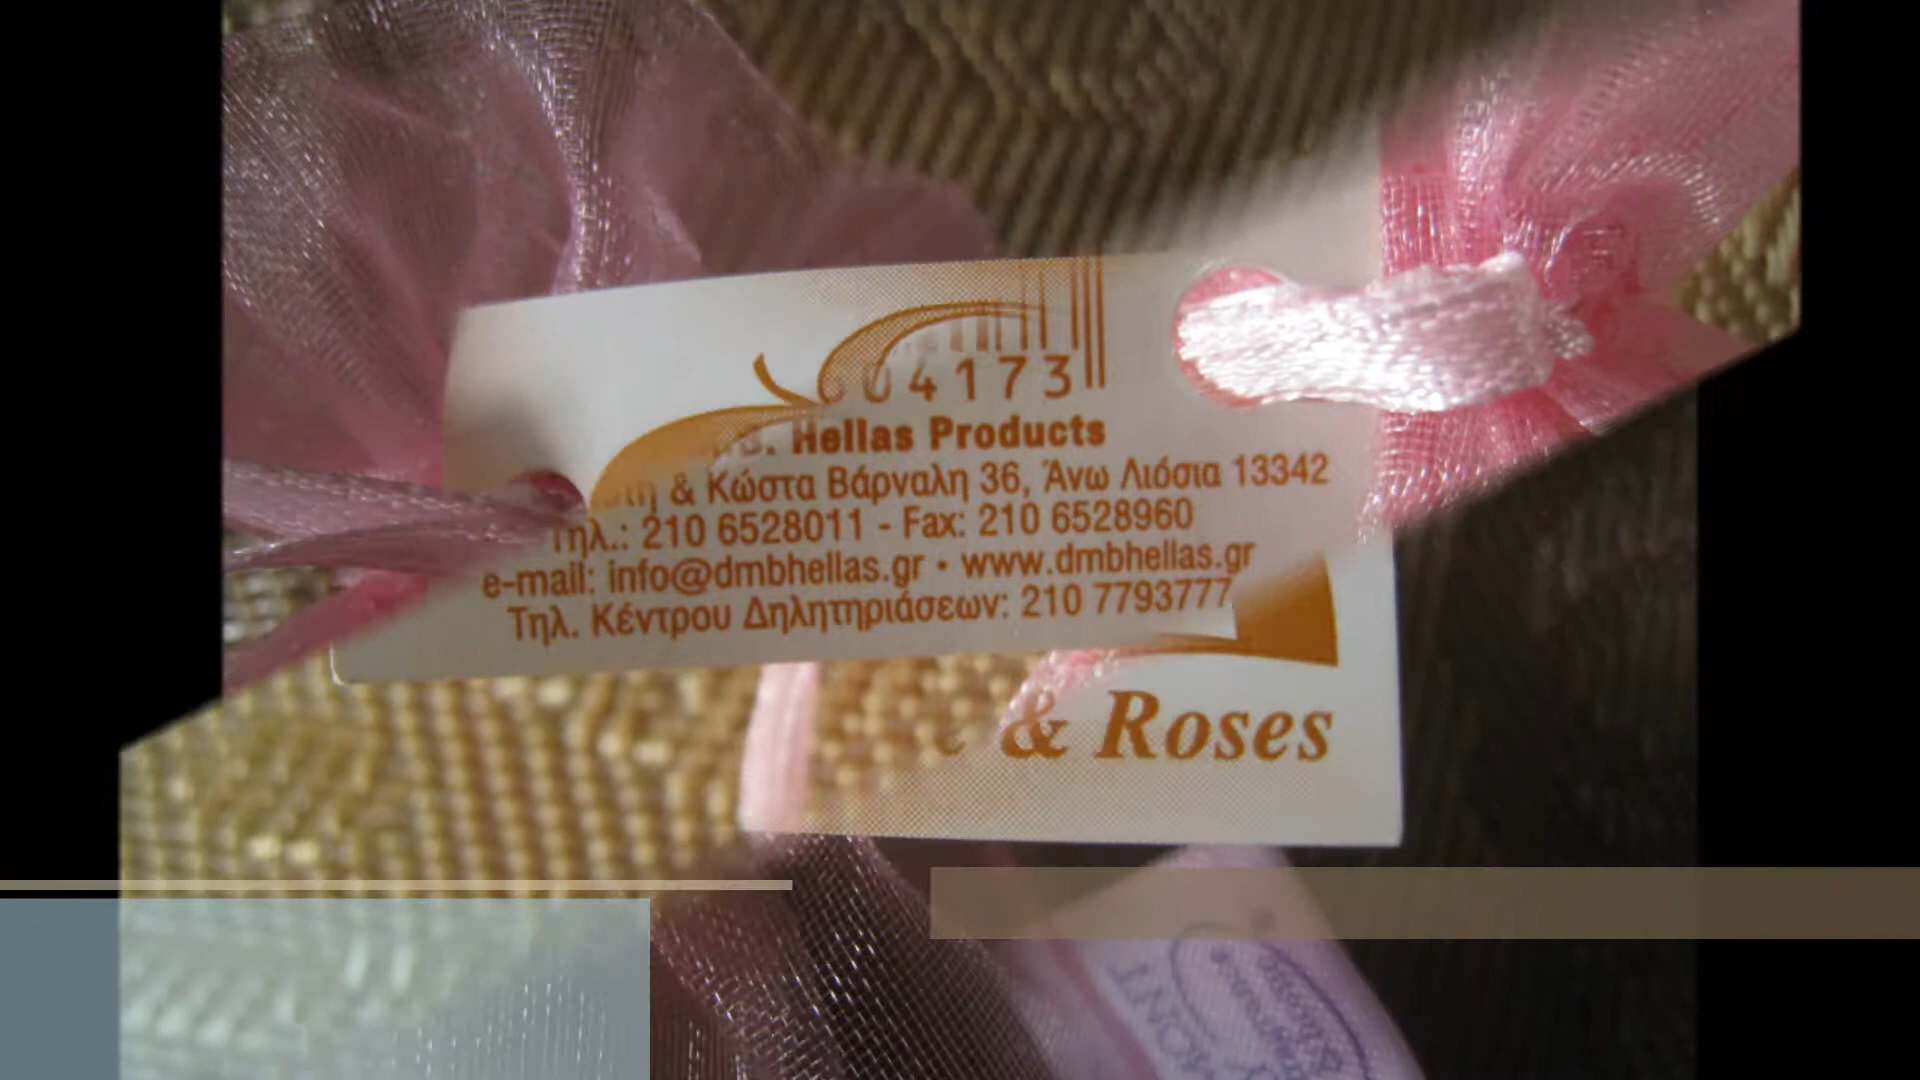 004173
Hellas Products
& Κώστα Βάρναλη 36, Άνω Λιόσια 13342
Τηλ.: 210 6528011 - Fax: 210 6528960
e-mail: info@dmbhellas.gr • www.dmbhellas.gr
Τηλ. Κέντρου Δηλητηριάσεων: 210 7793777
& Roses